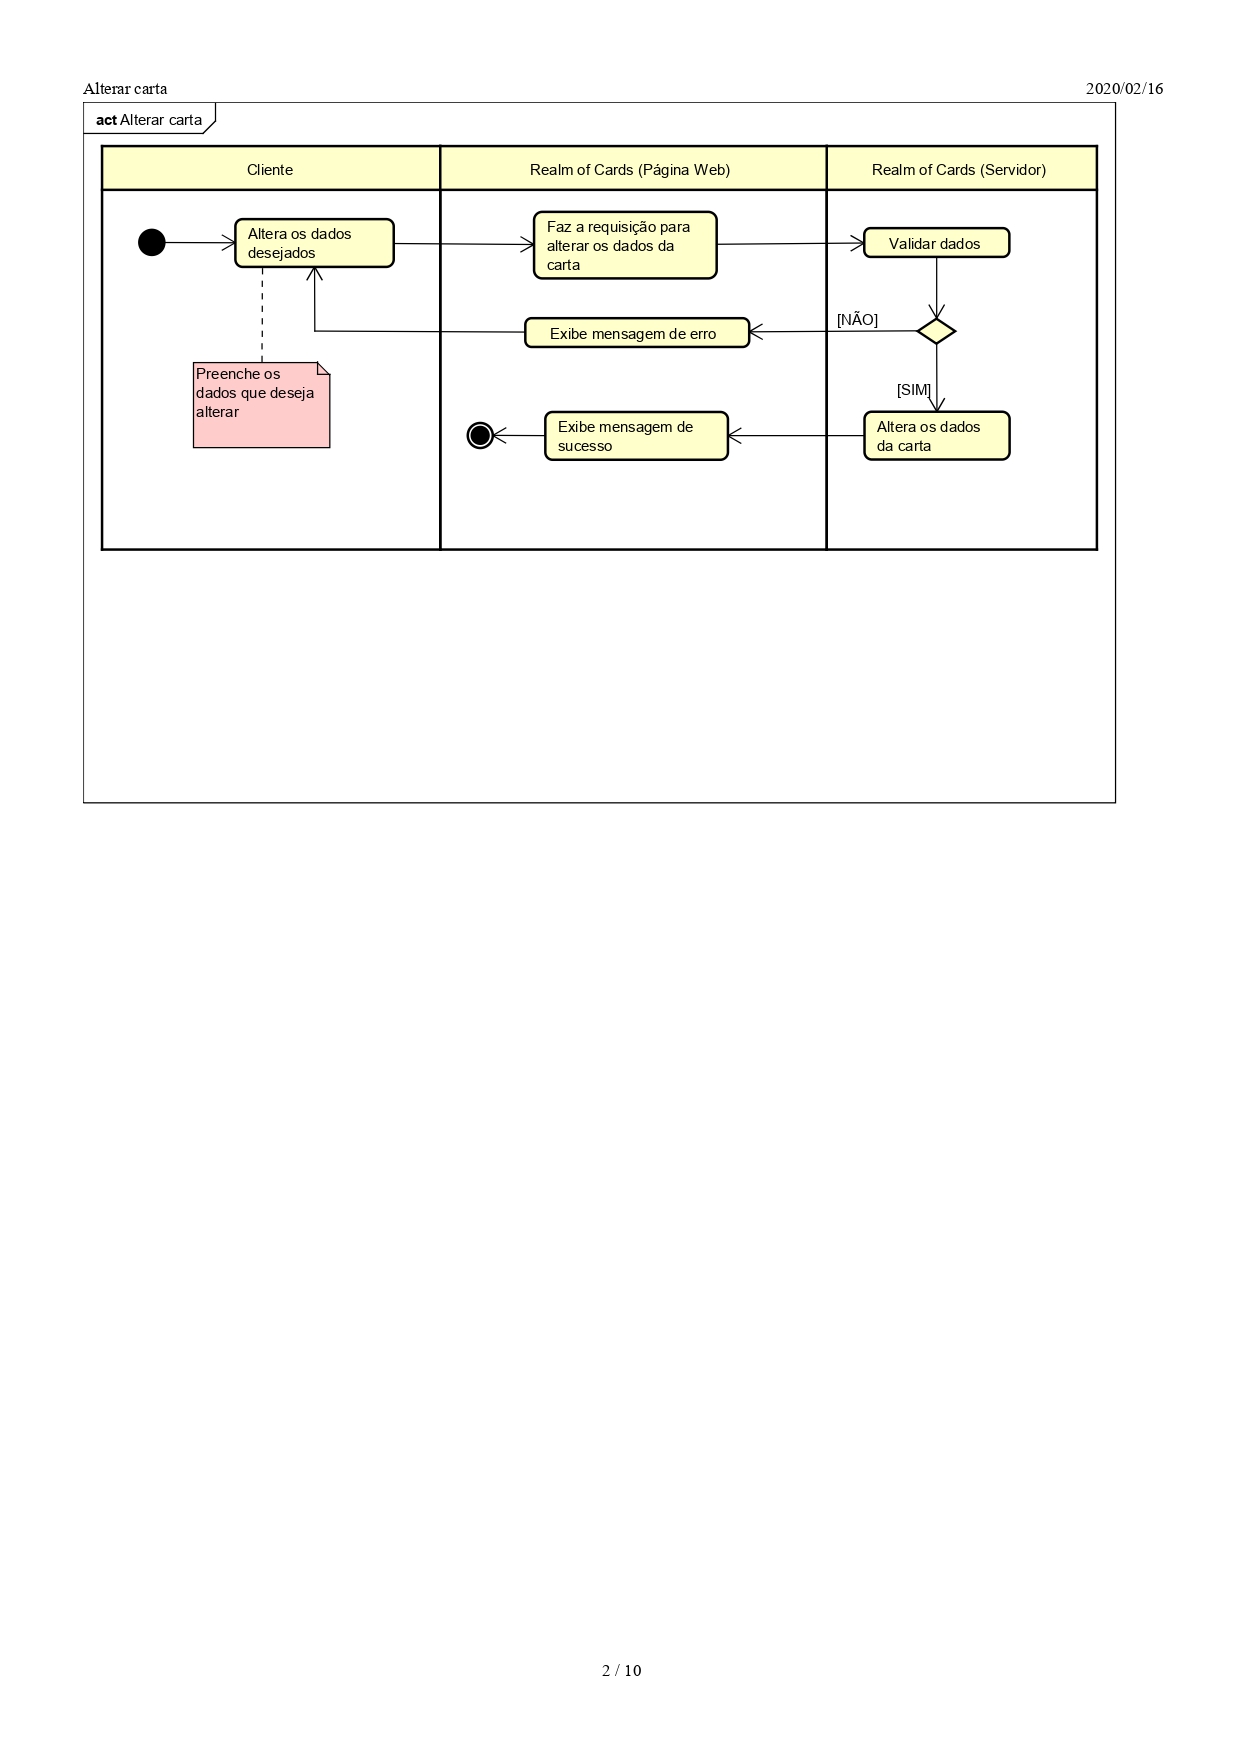 Alterar carta
2020/02/16
act Alterar carta
Cliente
Realm of Cards (Página Web)
Realm of Cards (Servidor)
Altera os dados
desejados
Faz a requisição para
alterar os dados da
carta
Validar dados
[NÃO]
Exibe mensagem de erro
Preenche os
dados que deseja
alterar
[SIM]
Exibe mensagem de
sucesso
Altera os dados
da carta
2 / 10